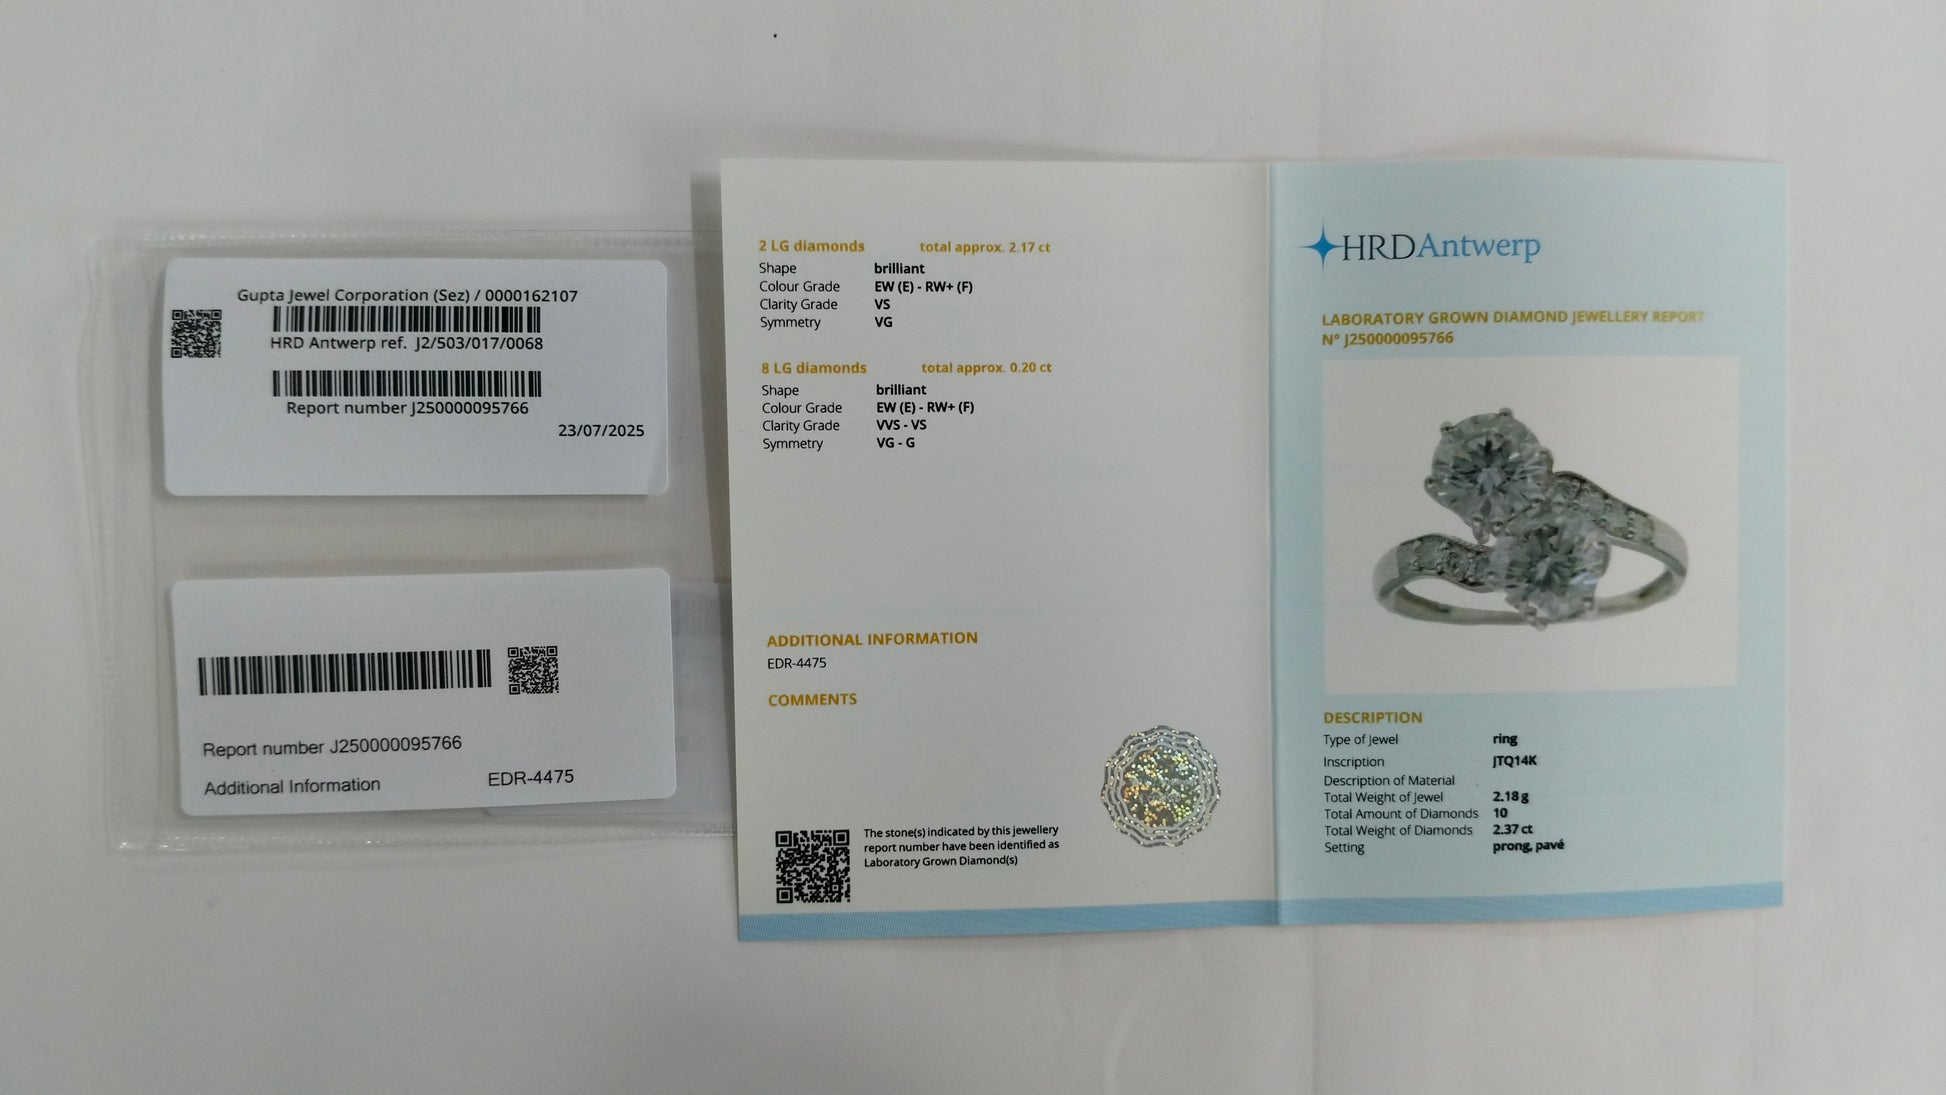 Gupta Jewel Corporation (Sez) / 0000162107
HRD Antwerp ref. J2/503/017/0068
Report number J250000095766
23/07/2025
Report number J250000095766
Additional Information EDR-4475
2 LG diamonds total approx. 2.17 ct
Shape brilliant
Colour Grade EW (E) - RW+ (F)
Clarity Grade VS
Symmetry VG
8 LG diamonds total approx. 0.20 ct
Shape brilliant
Colour Grade EW (E) - RW+ (F)
Clarity Grade VVS - VS
Symmetry VG - G
ADDITIONAL INFORMATION
EDR-4475
COMMENTS
The stone(s) indicated by this jewellery
report number have been identified as
Laboratory Grown Diamond(s)
HRDAntwerp
LABORATORY GROWN DIAMOND JEWELLERY REPORT
N° J250000095766
DESCRIPTION
Type of Jewel ring
Inscription JTQ14K
Description of Material
Total Weight of Jewel 2.18 g
Total Amount of Diamonds 10
Total Weight of Diamonds 2.37 ct
Setting prong, pavé